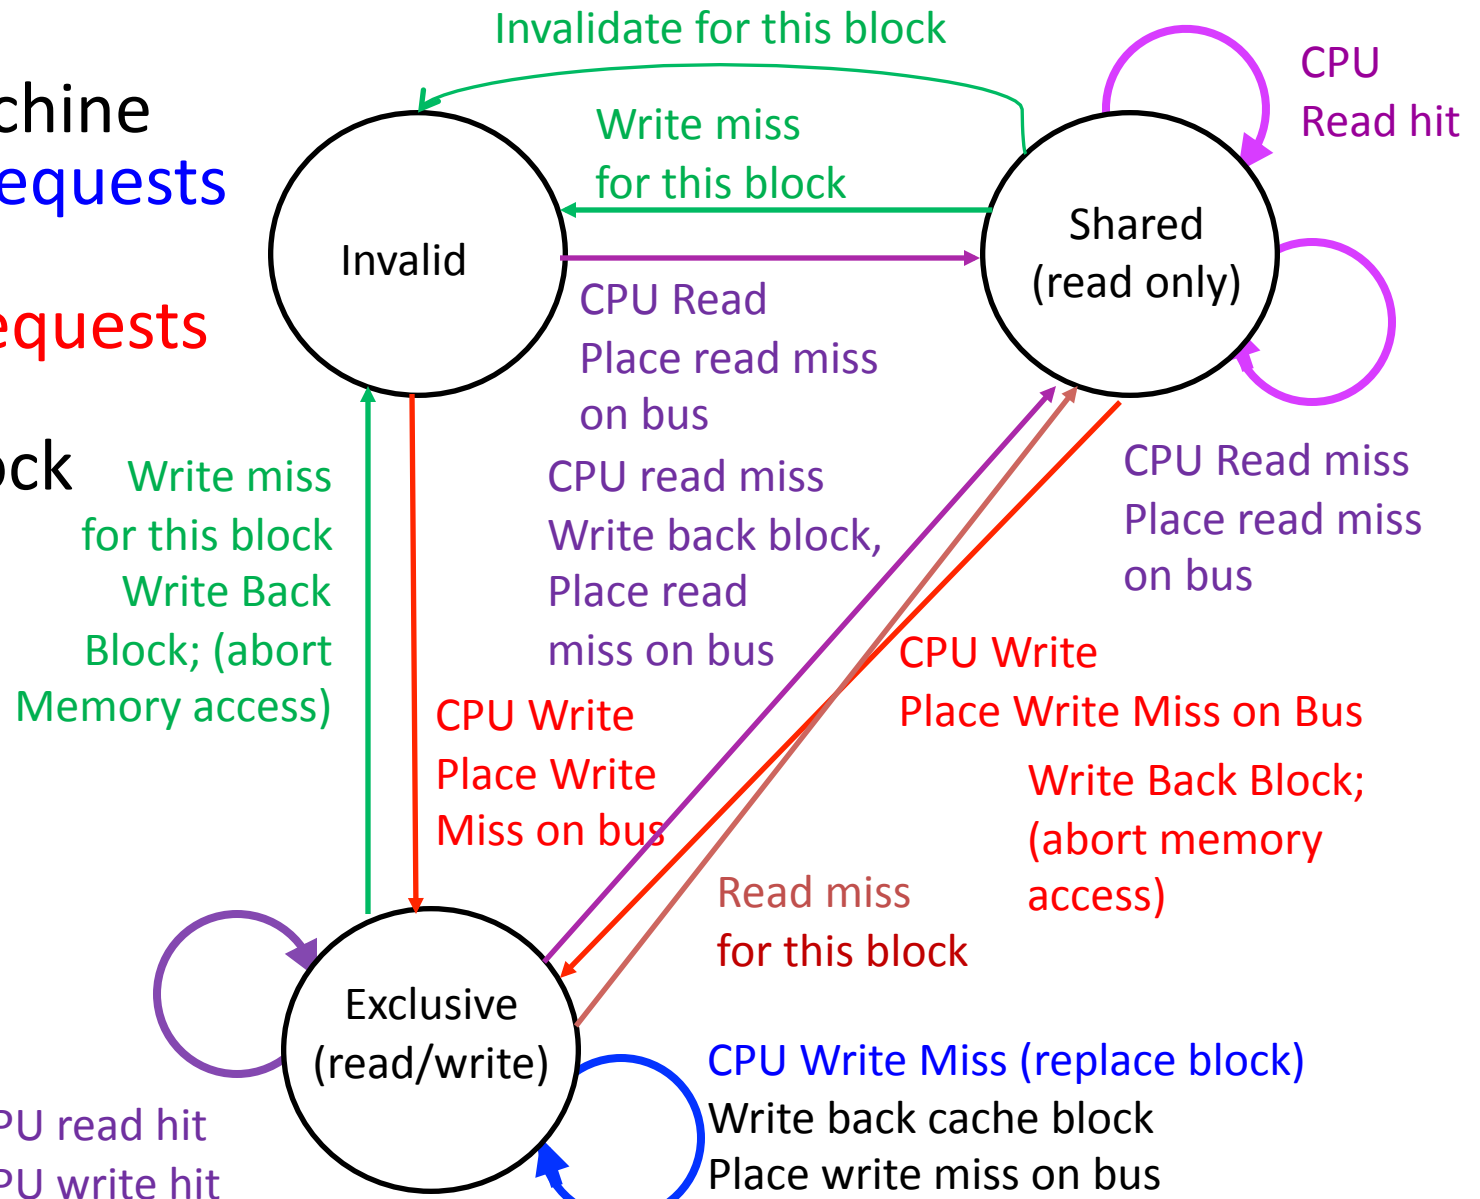 Invalidate for this block
CPU
Read hit
chine
equests
Write miss
for this block
Invalid
Shared
(read only)
equests
CPU Read
Place read miss
on bus
ock
Write miss
for this block
Write Back
Block; (abort
Memory access)
CPU read miss
Write back block,
Place read
miss on bus
CPU Read miss
Place read miss
on bus
CPU Write
Place Write
Miss on bus
CPU Write
Place Write Miss on Bus
Write Back Block;
(abort memory
access)
Read miss
for this block
Exclusive
(read/write)
CPU Write Miss (replace block)
Write back cache block
Place write miss on bus
PU read hit
PU write hit